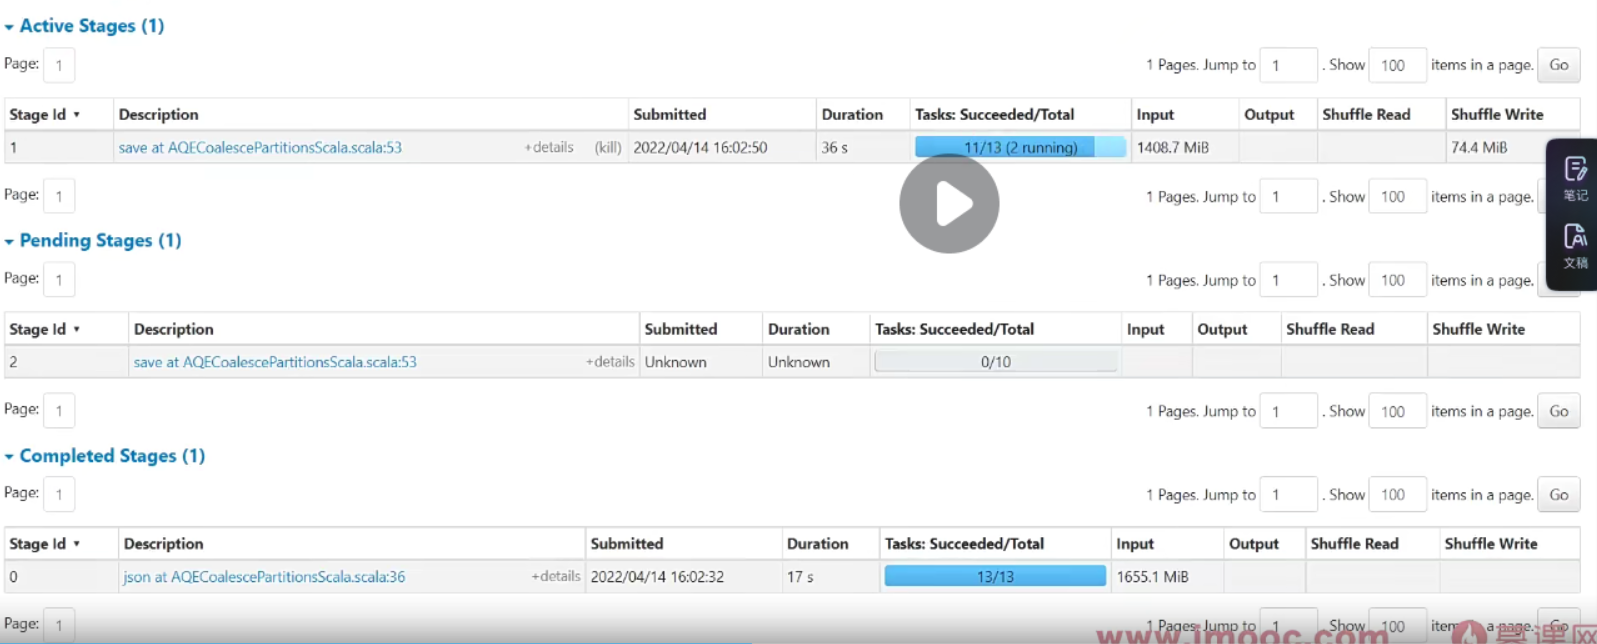 Active Stages (1)
Page: 1
1 Pages. Jump to 1 . Show 100 items in a page. Go
Stage Id ▾ Description Submitted Duration Tasks: Succeeded/Total Input Output Shuffle Read Shuffle Write
1 save at AQECoalescePartitionsScala.scala:53 +details (kill) 2022/04/14 16:02:50 36 s 11/13 (2 running) 1408.7 MiB 74.4 MiB
笔记
Page: 1
1 Pages. Jump to 1 . Show 100 items in a page.
Pending Stages (1)
文稿
Page: 1
1 Pages. Jump to 1 . Show 100 items in a page.
Stage Id ▾ Description Submitted Duration Tasks: Succeeded/Total Input Output Shuffle Read Shuffle Write
2 save at AQECoalescePartitionsScala.scala:53 +details Unknown Unknown 0/10
Page: 1
1 Pages. Jump to 1 . Show 100 items in a page. Go
Completed Stages (1)
Page: 1
1 Pages. Jump to 1 . Show 100 items in a page. Go
Stage Id ▾ Description Submitted Duration Tasks: Succeeded/Total Input Output Shuffle Read Shuffle Write
0 json at AQECoalescePartitionsScala.scala:36 +details 2022/04/14 16:02:32 17 s 13/13 1655.1 MiB
Page: 1
1 Pages. Jump to 1 . Show 100 items in a page. Go
www.imooc.com 慕课网